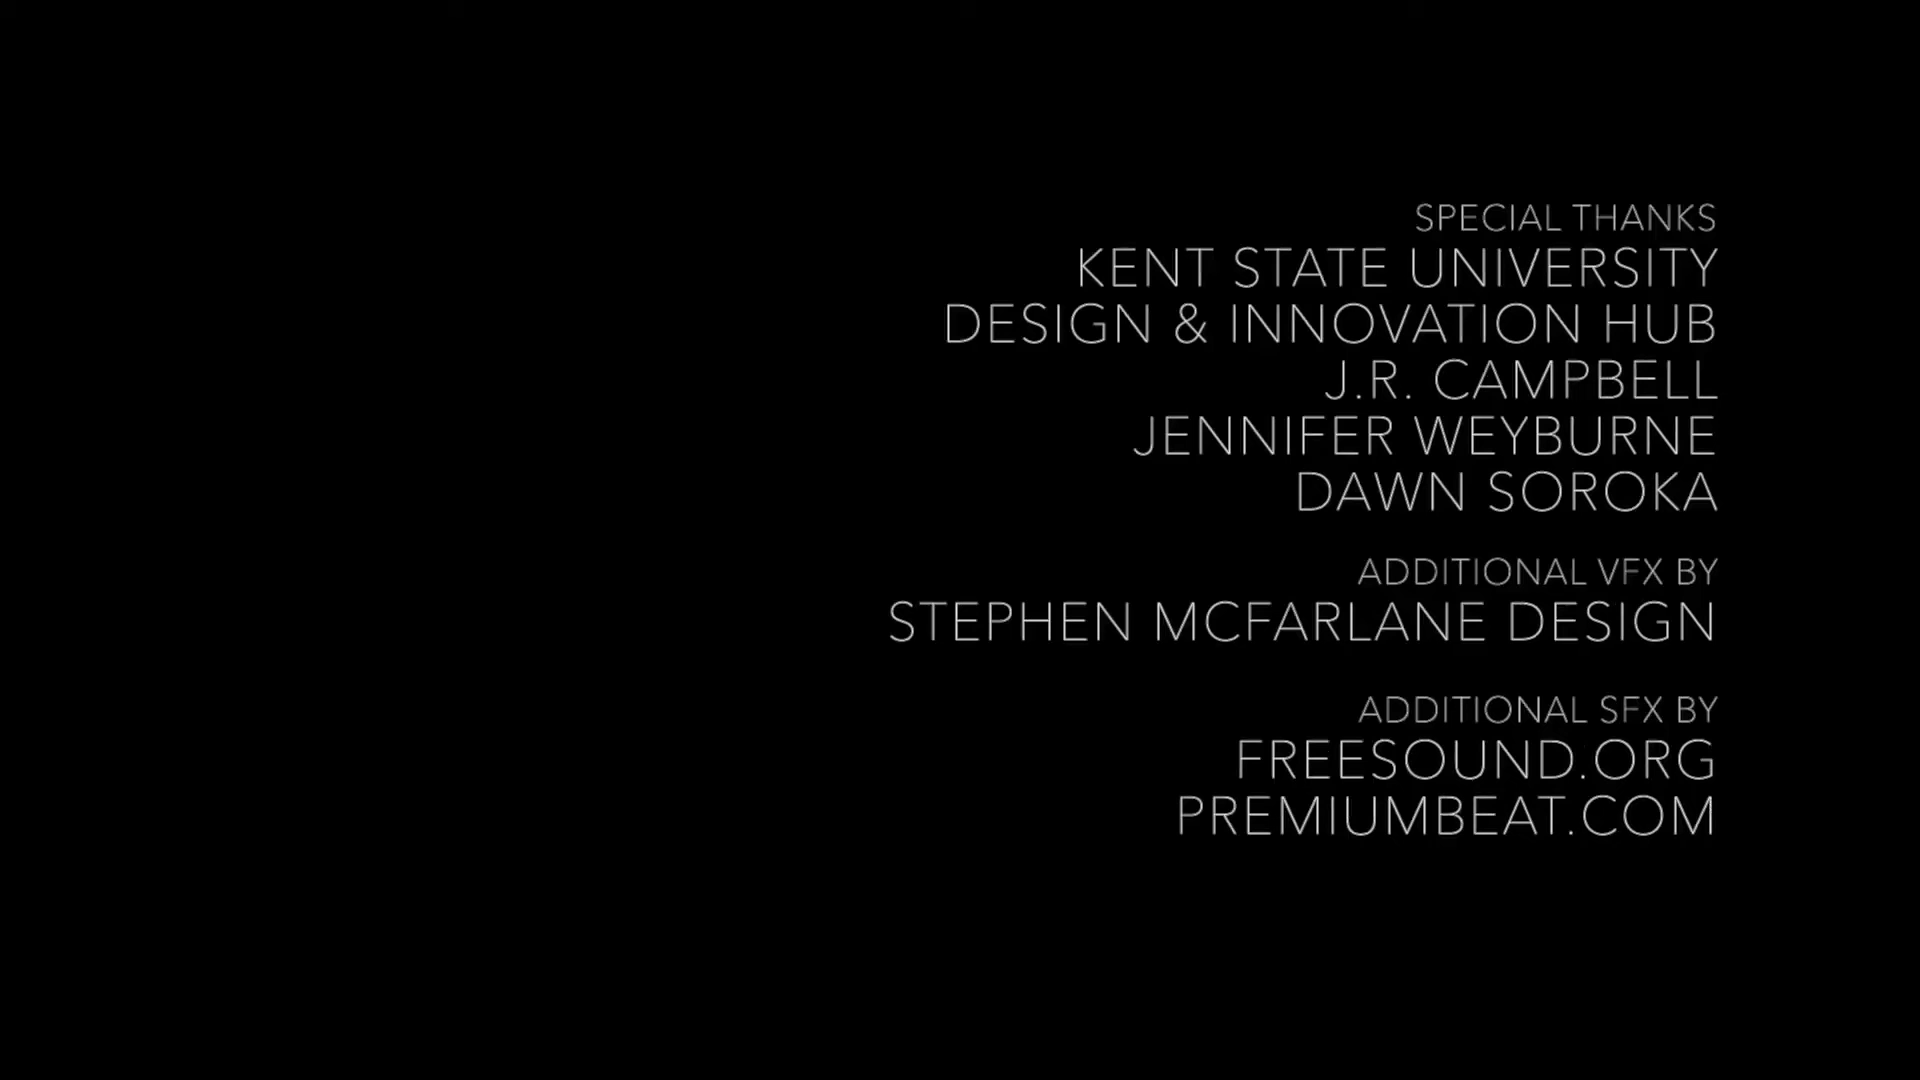 SPECIAL THANKS
KENT STATE UNIVERSITY
DESIGN & INNOVATION HUB
J.R. CAMPBELL
JENNIFER WEYBURNE
DAWN SOROKA
ADDITIONAL VFX BY
STEPHEN MCFARLANE DESIGN
ADDITIONAL SFX BY
FREESOUND.ORG
PREMIUMBEAT.COM